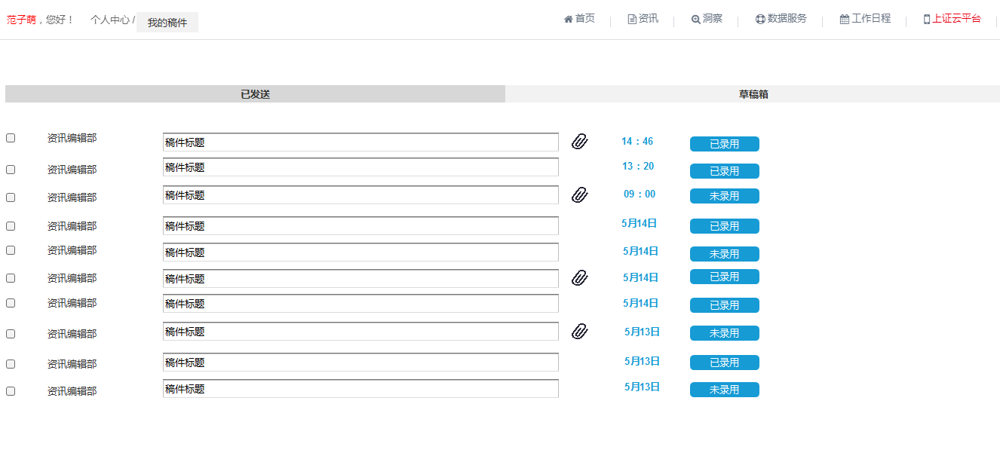 范子萌，您好！ 个人中心 / 我的稿件 首页 资讯 洞察 数据服务 工作日程 上证云平台
已发送 草稿箱
资讯编辑部 稿件标题 14：46 已录用
资讯编辑部 稿件标题 13：20 已录用
资讯编辑部 稿件标题 09：00 未录用
资讯编辑部 稿件标题 5月14日 已录用
资讯编辑部 稿件标题 5月14日 未录用
资讯编辑部 稿件标题 5月14日 已录用
资讯编辑部 稿件标题 5月14日 已录用
资讯编辑部 稿件标题 5月13日 未录用
资讯编辑部 稿件标题 5月13日 已录用
资讯编辑部 稿件标题 5月13日 未录用